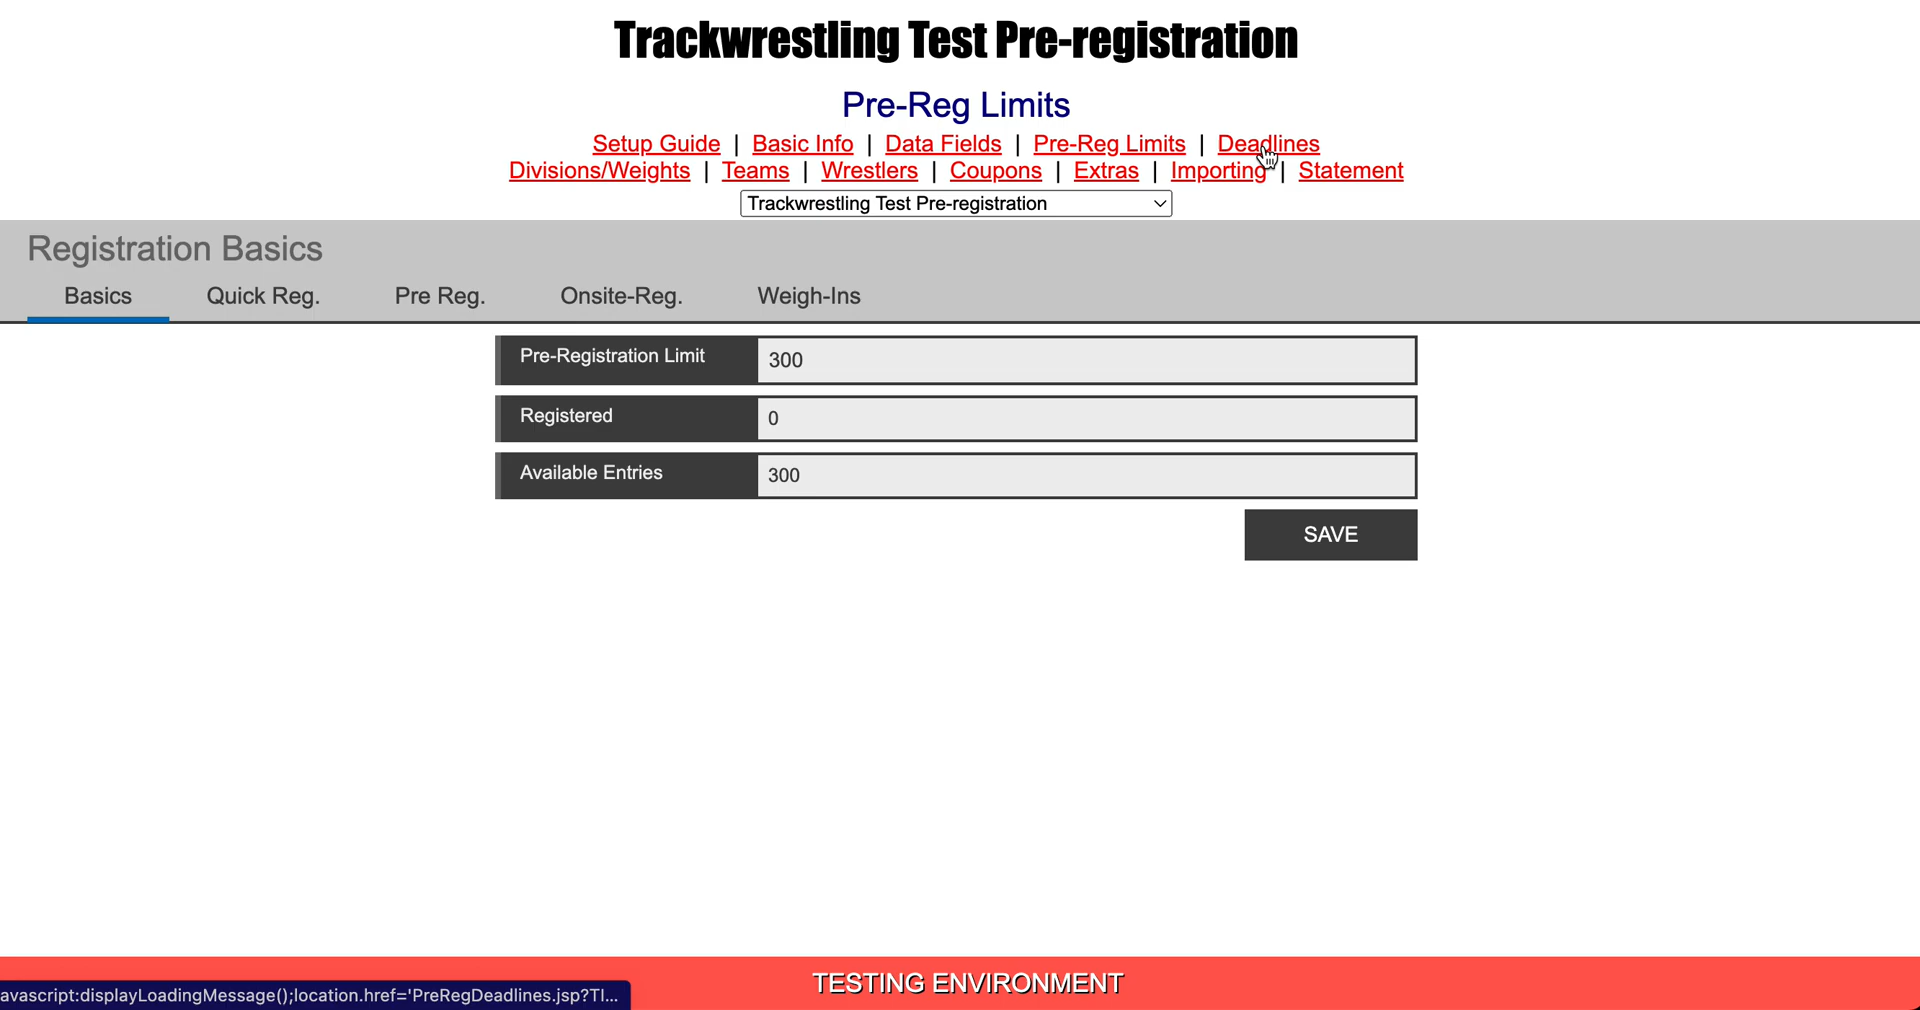 Trackwrestling Test Pre-registration
Pre-Reg Limits
Setup Guide | Basic Info | Data Fields | Pre-Reg Limits | Deadlines
Divisions/Weights | Teams | Wrestlers | Coupons | Extras | Importing | Statement
Trackwrestling Test Pre-registration
Registration Basics
Basics Quick Reg. Pre Reg. Onsite-Reg. Weigh-Ins
Pre-Registration Limit 300
Registered 0
Available Entries 300
SAVE
TESTING ENVIRONMENT
avascript:displayLoadingMessage();location.href='PreRegDeadlines.jsp?TI...